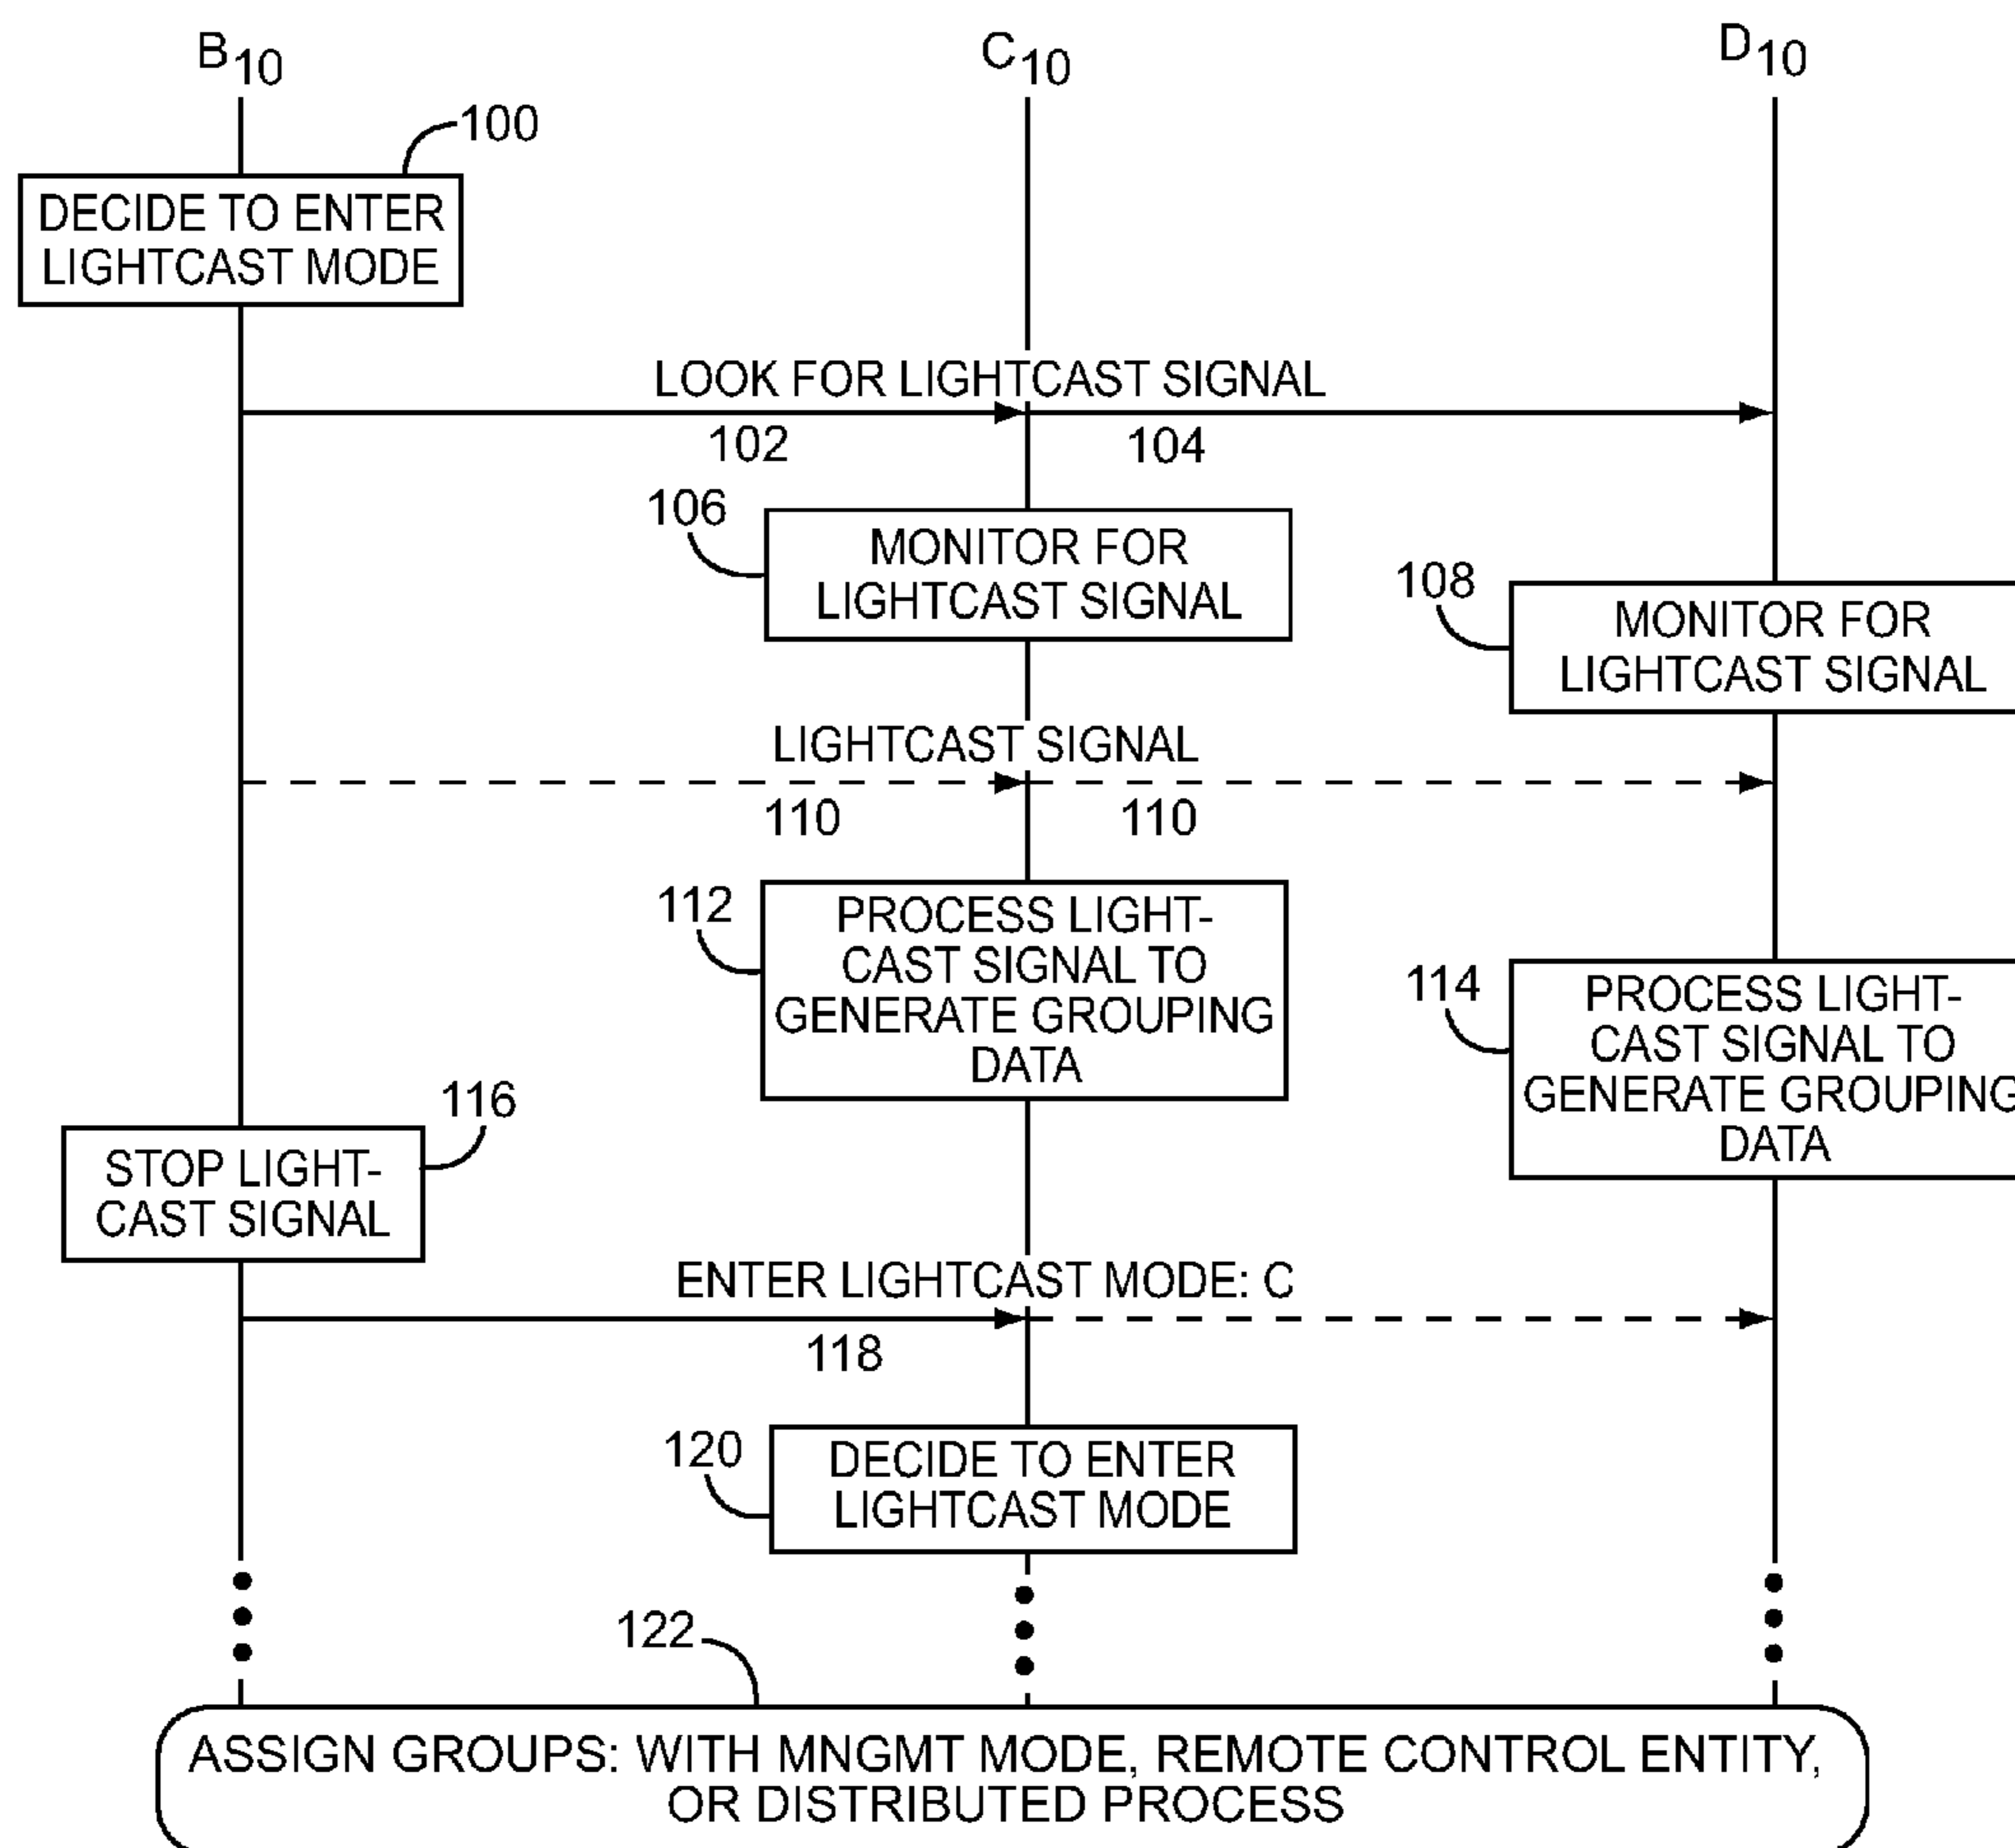 B10
C10
D10
100
DECIDE TO ENTER
LIGHTCAST MODE
LOOK FOR LIGHTCAST SIGNAL
102
104
106
MONITOR FOR
LIGHTCAST SIGNAL
108
MONITOR FOR
LIGHTCAST SIGNAL
LIGHTCAST SIGNAL
110
110
112
PROCESS LIGHT-
CAST SIGNAL TO
GENERATE GROUPING
DATA
114
PROCESS LIGHT-
CAST SIGNAL TO
GENERATE GROUPING
DATA
116
STOP LIGHT-
CAST SIGNAL
ENTER LIGHTCAST MODE: C
118
120
DECIDE TO ENTER
LIGHTCAST MODE
122
ASSIGN GROUPS: WITH MNGMT MODE, REMOTE CONTROL ENTITY,
OR DISTRIBUTED PROCESS